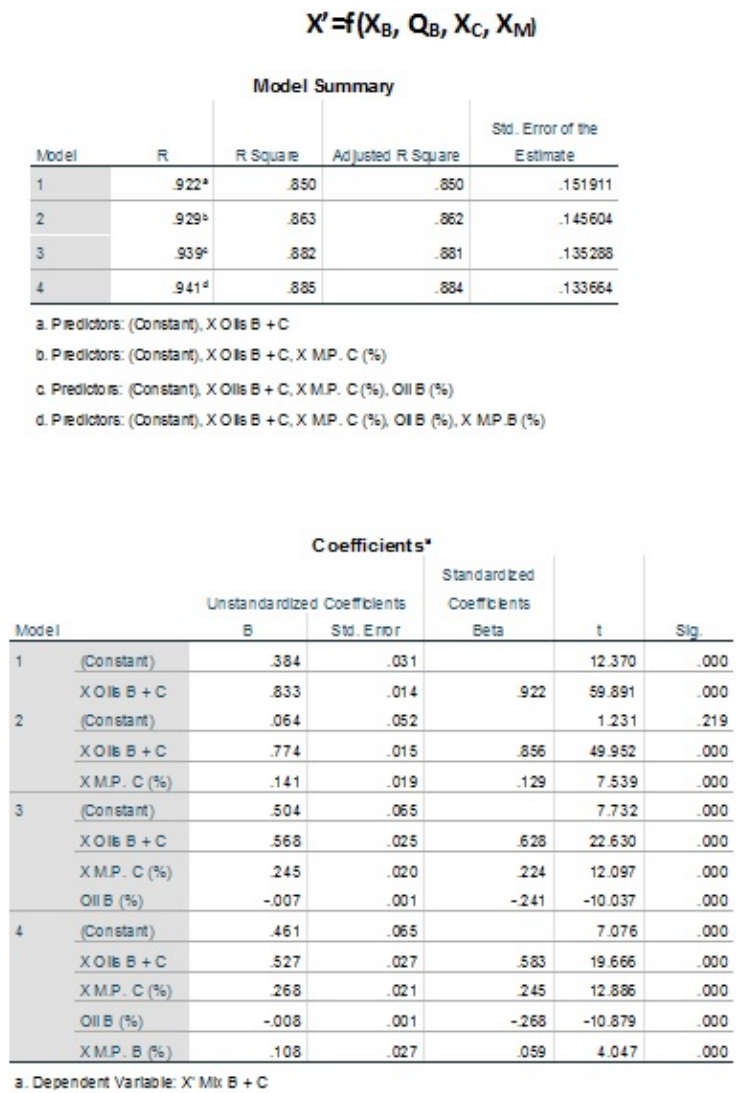 X'=f(XB, QB, XC, XM)
Model Summary
Model R R Square Adjusted R Square Std. Error of the Estimate
1 .922a .850 .850 .151911
2 .929b .863 .862 .145604
3 .939c .882 .881 .135288
4 .941d .885 .884 .133664
a. Predictors: (Constant), X Oils B + C
b. Predictors: (Constant), X Oils B + C, X M.P. C (%)
c. Predictors: (Constant), X Oils B + C, X M.P. C (%), Oil B (%)
d. Predictors: (Constant), X Oils B + C, X M.P. C (%), Oil B (%), X M.P.B (%)
Coefficientsa
Unstandardized Coefficients Standardized Coefficients
Model B Std. Error Beta t Sig.
1 (Constant) .384 .031 12.370 .000
X Oils B + C .833 .014 .922 59.891 .000
2 (Constant) .064 .052 1.231 .219
X Oils B + C .774 .015 .856 49.952 .000
X M.P. C (%) .141 .019 .129 7.539 .000
3 (Constant) .504 .065 7.732 .000
X Oils B + C .568 .025 .628 22.630 .000
X M.P. C (%) .245 .020 .224 12.097 .000
Oil B (%) -.007 .001 -.241 -10.037 .000
4 (Constant) .461 .065 7.076 .000
X Oils B + C .527 .027 .583 19.666 .000
X M.P. C (%) .268 .021 .245 12.886 .000
Oil B (%) -.008 .001 -.268 -10.879 .000
X M.P. B (%) .108 .027 .059 4.047 .000
a. Dependent Variable: X' Mix B + C